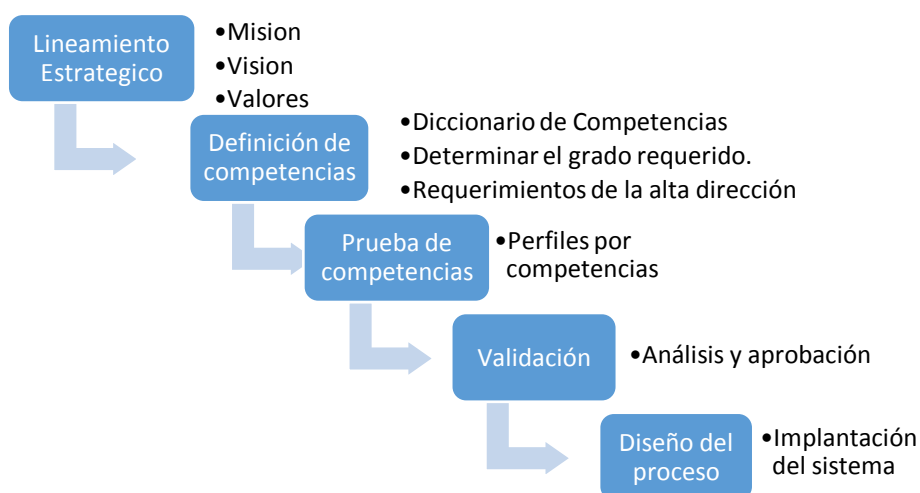 Lineamiento
Estrategico
•Mision
•Vision
•Valores
Definición de
competencias
•Diccionario de Competencias
•Determinar el grado requerido.
•Requerimientos de la alta dirección
Prueba de
competencias
•Perfiles por
competencias
Validación
•Análisis y aprobación
Diseño del
proceso
•Implantación
del sistema